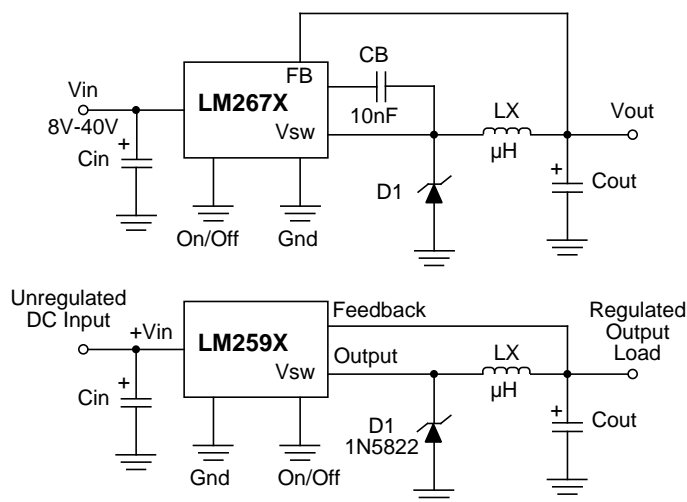 CB
FB
Vin
LM267X
LX
Vout
8V-40V
10nF
Vsw
+
Cin
µH
+
D1
Cout
On/Off
Gnd
Unregulated
DC Input
Feedback
Regulated
Output
Load
+Vin
LM259X
Output
LX
Vsw
+
Cin
µH
+
D1
1N5822
Cout
Gnd
On/Off